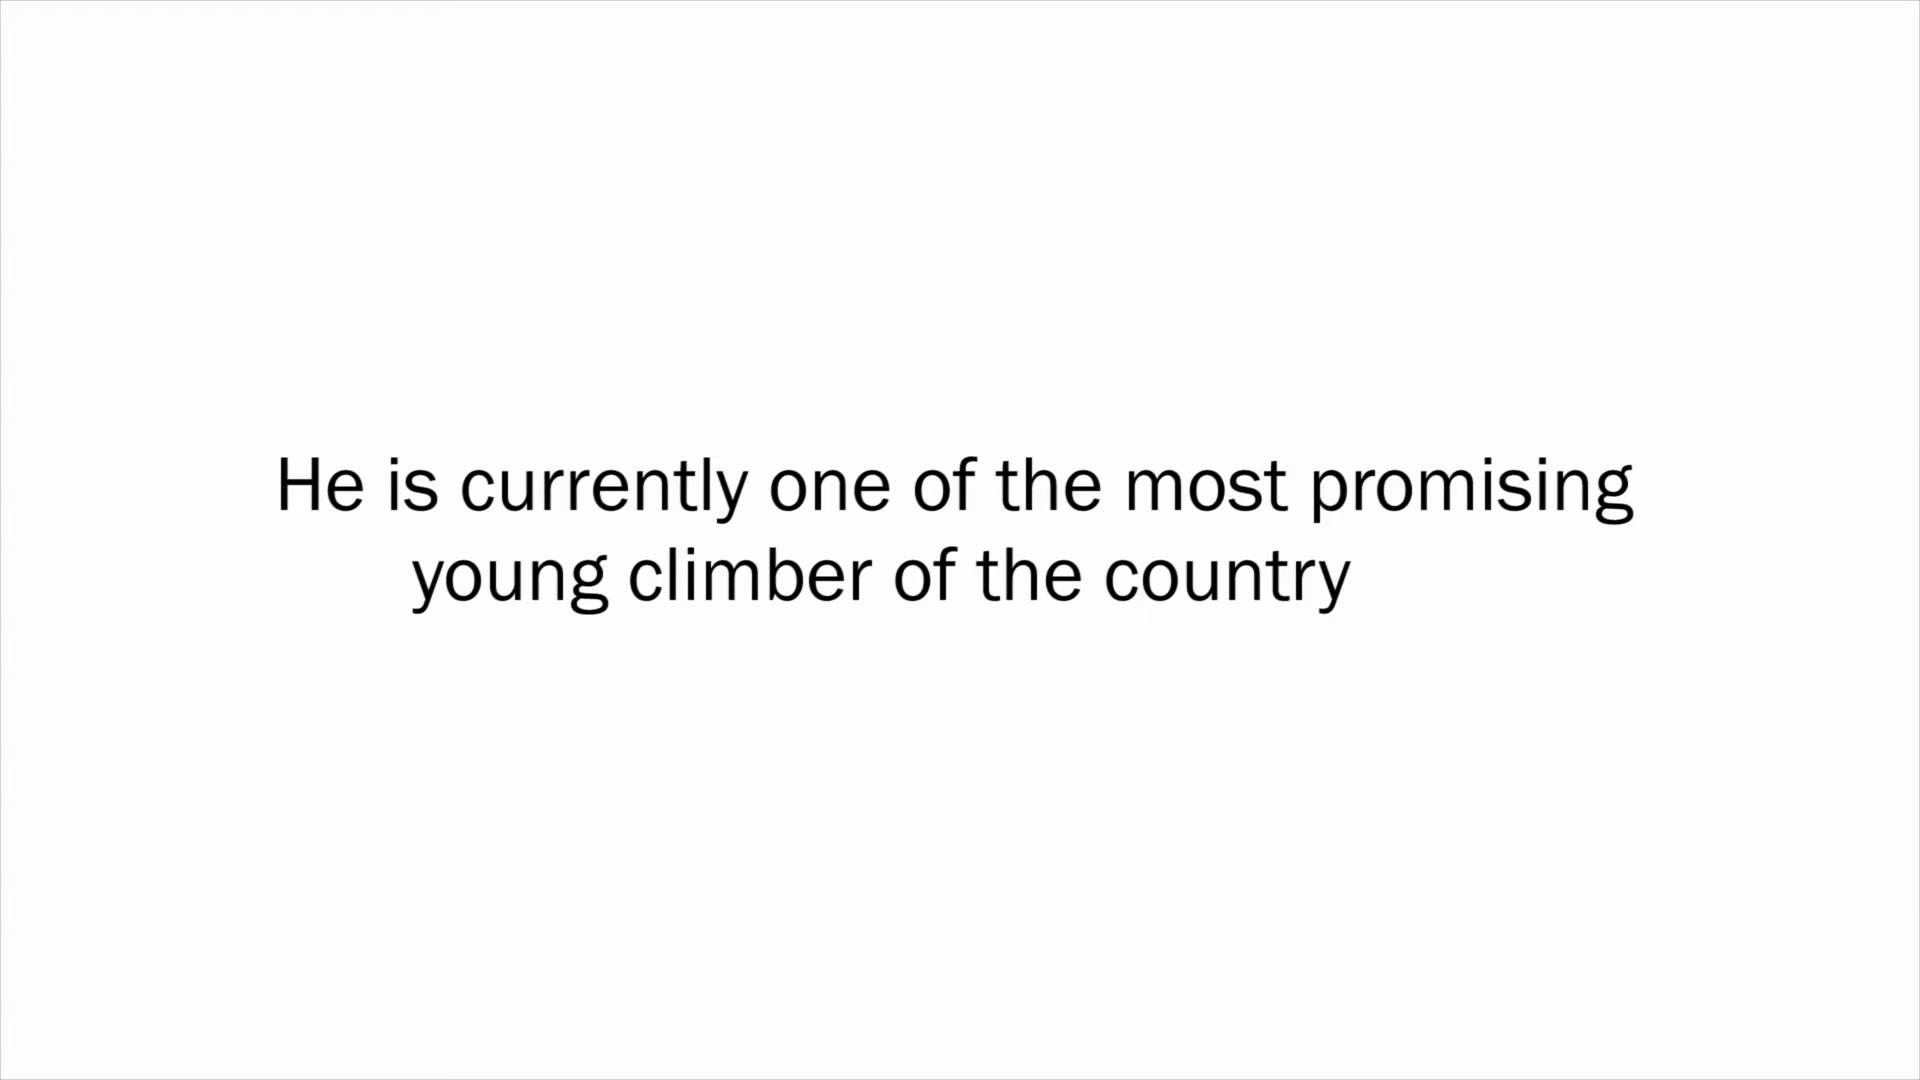 He is currently one of the most promising
young climber of the country